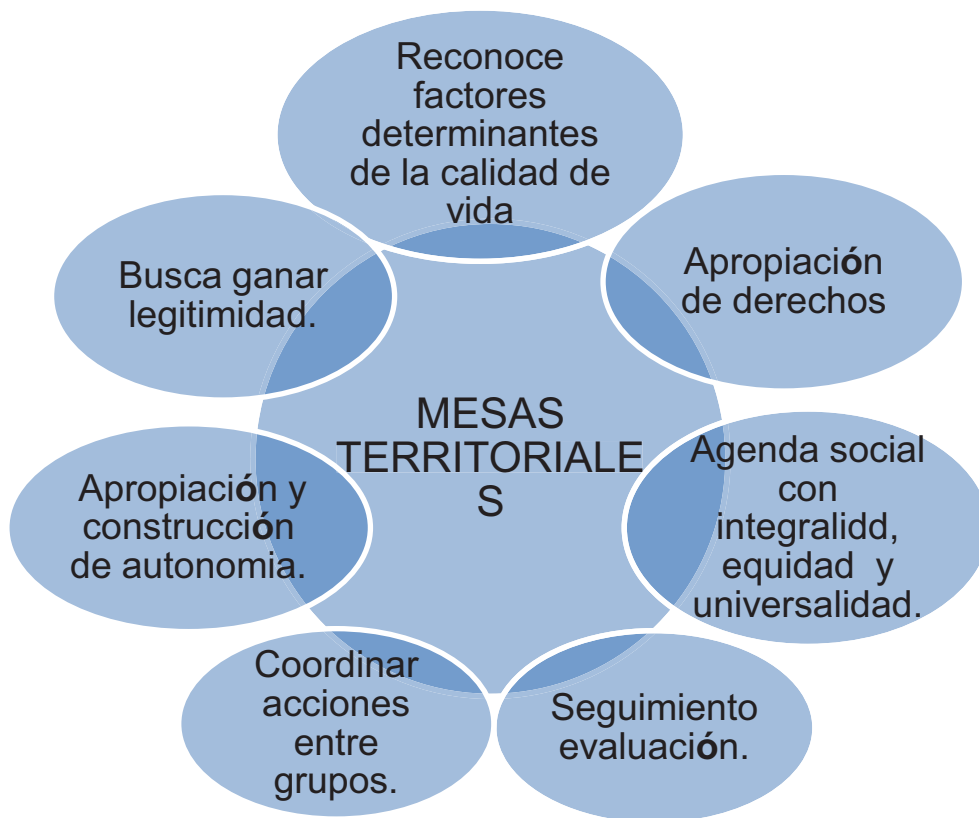 Reconoce
factores
determinantes
de la calidad de
vida
Apropiación
de derechos
Agenda social
con
integralidd,
equidad y
universalidad.
Seguimiento
evaluación.
Coordinar
acciones
entre
grupos.
Apropiación y
construcción
de autonomia.
Busca ganar
legitimidad.
MESAS
TERRITORIALE
S